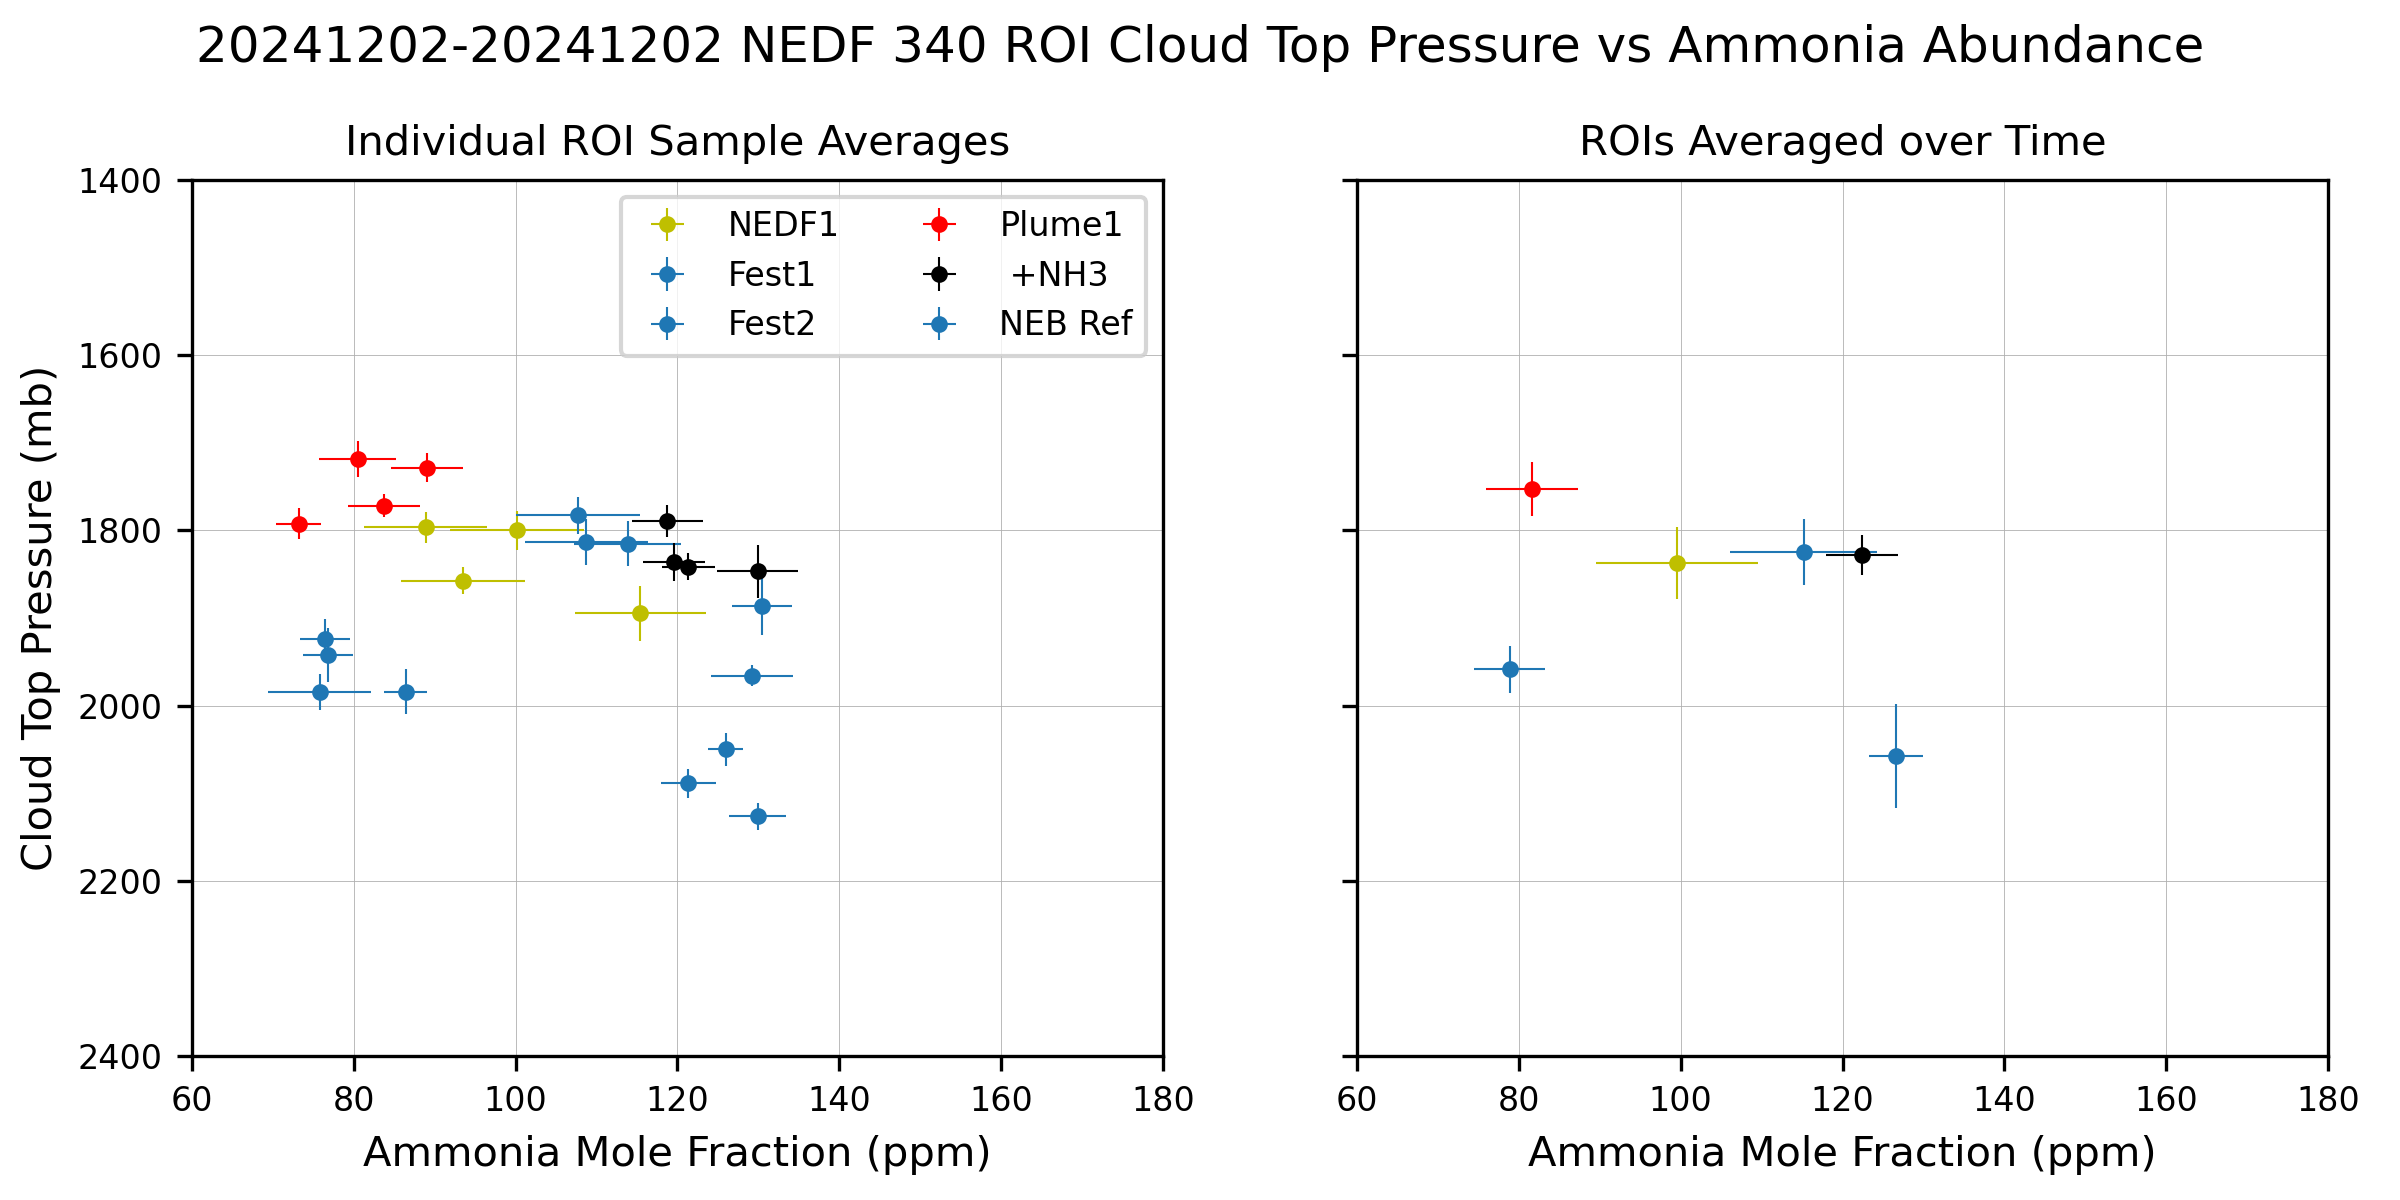 20241202-20241202 NEDF 340 ROI Cloud Top Pressure vs Ammonia Abundance
Individual ROI Sample Averages
Cloud Top Pressure (mb)
1400
1600
1800
2000
2200
2400
NEDF1
Fest1
Fest2
Plume1
+NH3
NEB Ref
60 80 100 120 140 160 180
Ammonia Mole Fraction (ppm)
ROIs Averaged over Time
60 80 100 120 140 160 180
Ammonia Mole Fraction (ppm)